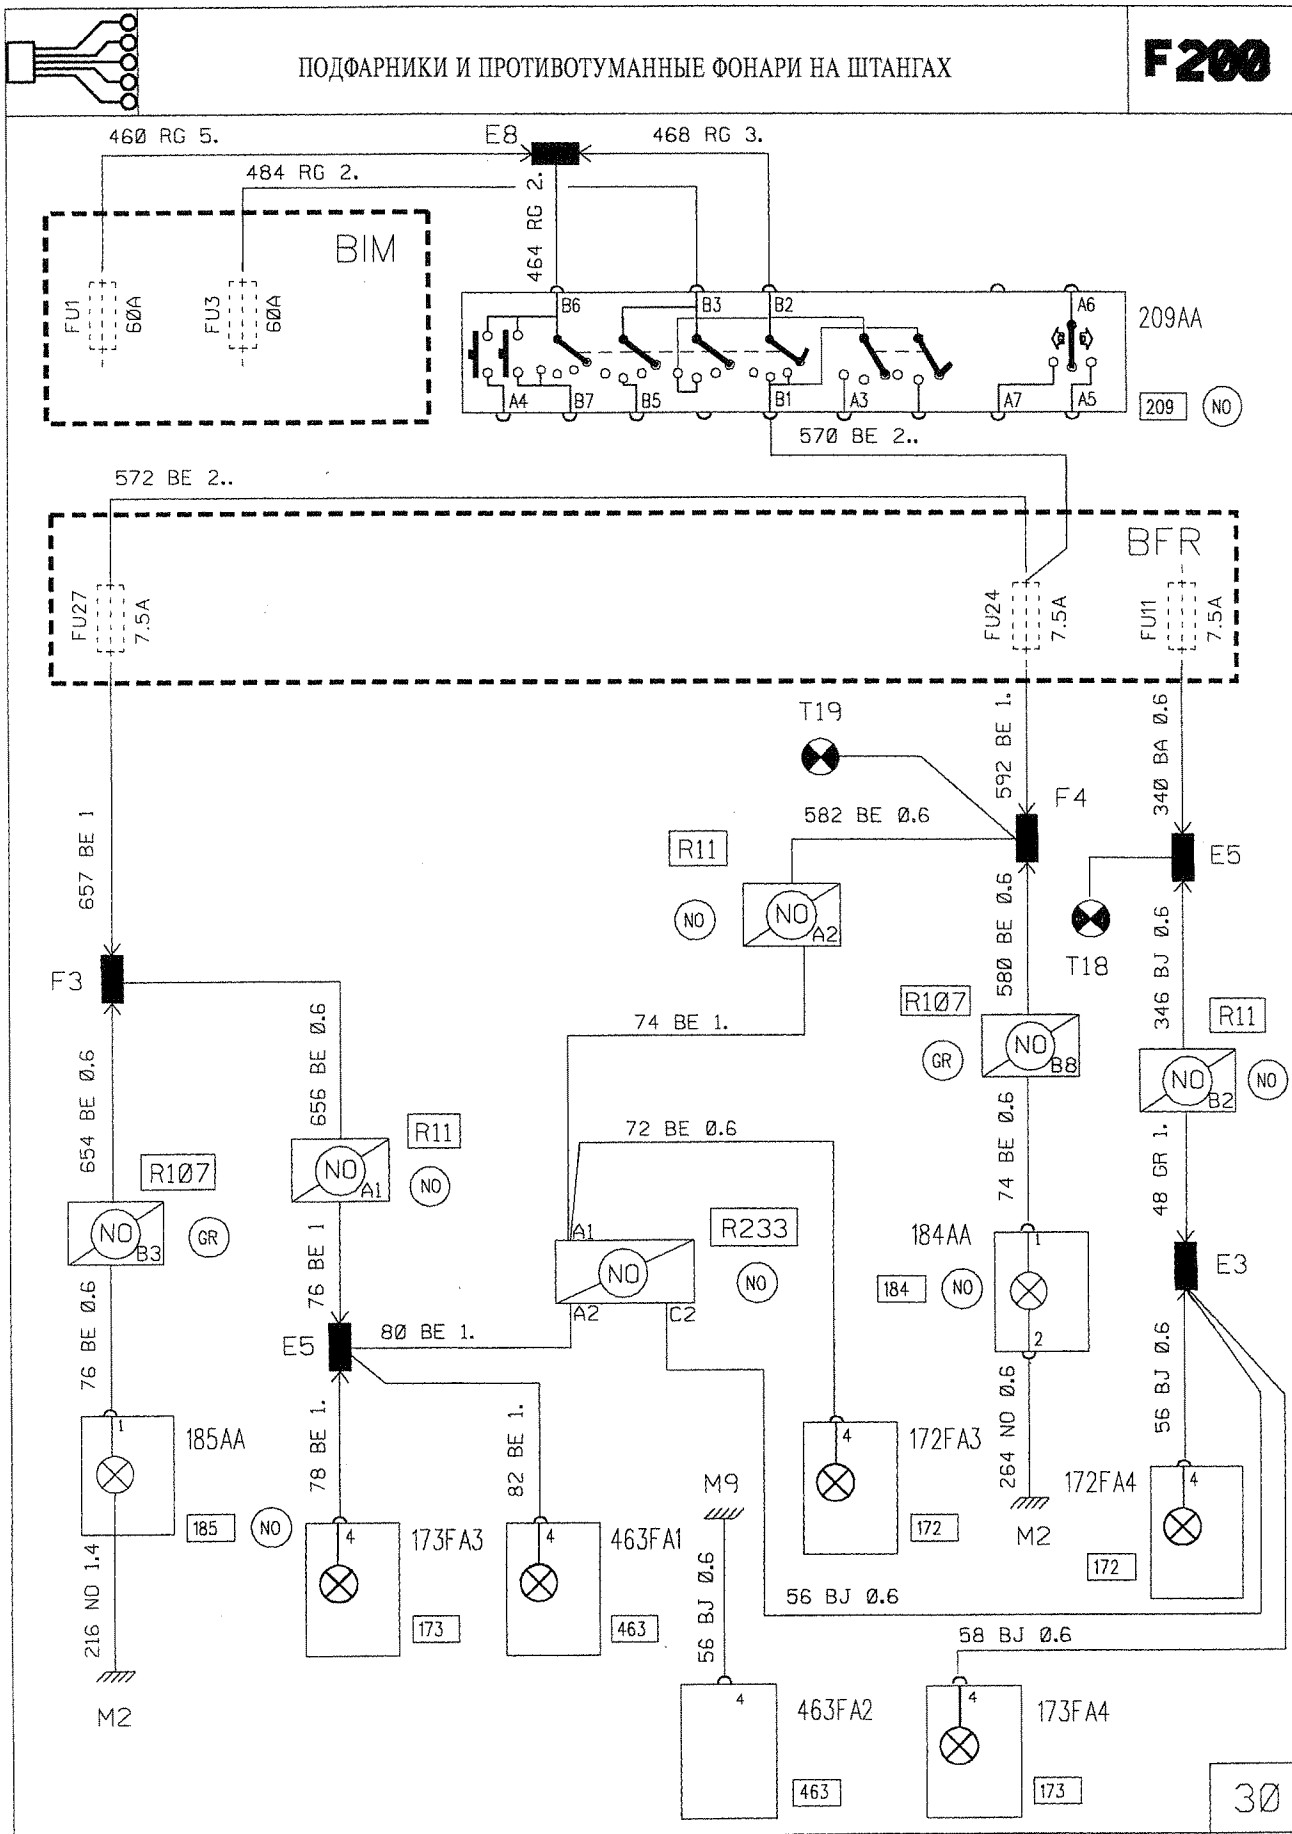 ПОДФАРНИКИ И ПРОТИВОТУМАННЫЕ ФОНАРИ НА ШТАНГАХ
F200
460 RG 5.
E8
468 RG 3.
484 RG 2.
464 RG 2.
BIM
FU1
60A
FU3
60A
B6
B3
B2
A6
209AA
A4
B7
B5
B1
A3
A7
A5
209
NO
570 BE 2..
572 BE 2..
BFR
FU27
7.5A
FU24
7.5A
FU11
7.5A
T19
592 BE 1.
340 BA 0.6
F4
582 BE 0.6
657 BE 1
R11
NO
NO
A2
E5
580 BE 0.6
T18
346 BJ 0.6
F3
R107
R11
74 BE 1.
GR
NO
B8
NO
B2
NO
656 BE 0.6
654 BE 0.6
R11
72 BE 0.6
74 BE 0.6
48 GR 1.
R107
NO
A1
NO
NO
B3
GR
A1
R233
184AA
1
E3
NO
NO
184
NO
76 BE 1
A2
C2
2
76 BE 0.6
E5
80 BE 1.
56 BJ 0.6
1
185AA
78 BE 1.
82 BE 1.
4
172FA3
264 NO 0.6
M9
172FA4
4
185
NO
4
173FA3
4
463FA1
172
M2
172
216 NO 1.4
56 BJ 0.6
56 BJ 0.6
173
463
58 BJ 0.6
M2
4
463FA2
4
173FA4
463
173
30